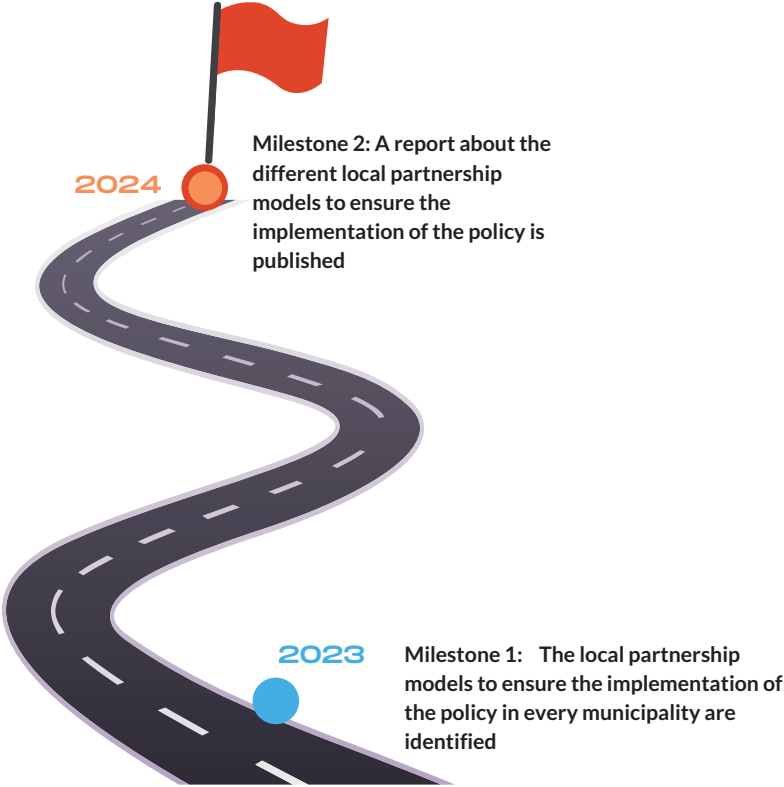 Milestone 2: A report about the
different local partnership
models to ensure the
implementation of the policy is
published
2024
2023
Milestone 1: The local partnership
models to ensure the implementation of
the policy in every municipality are
identified